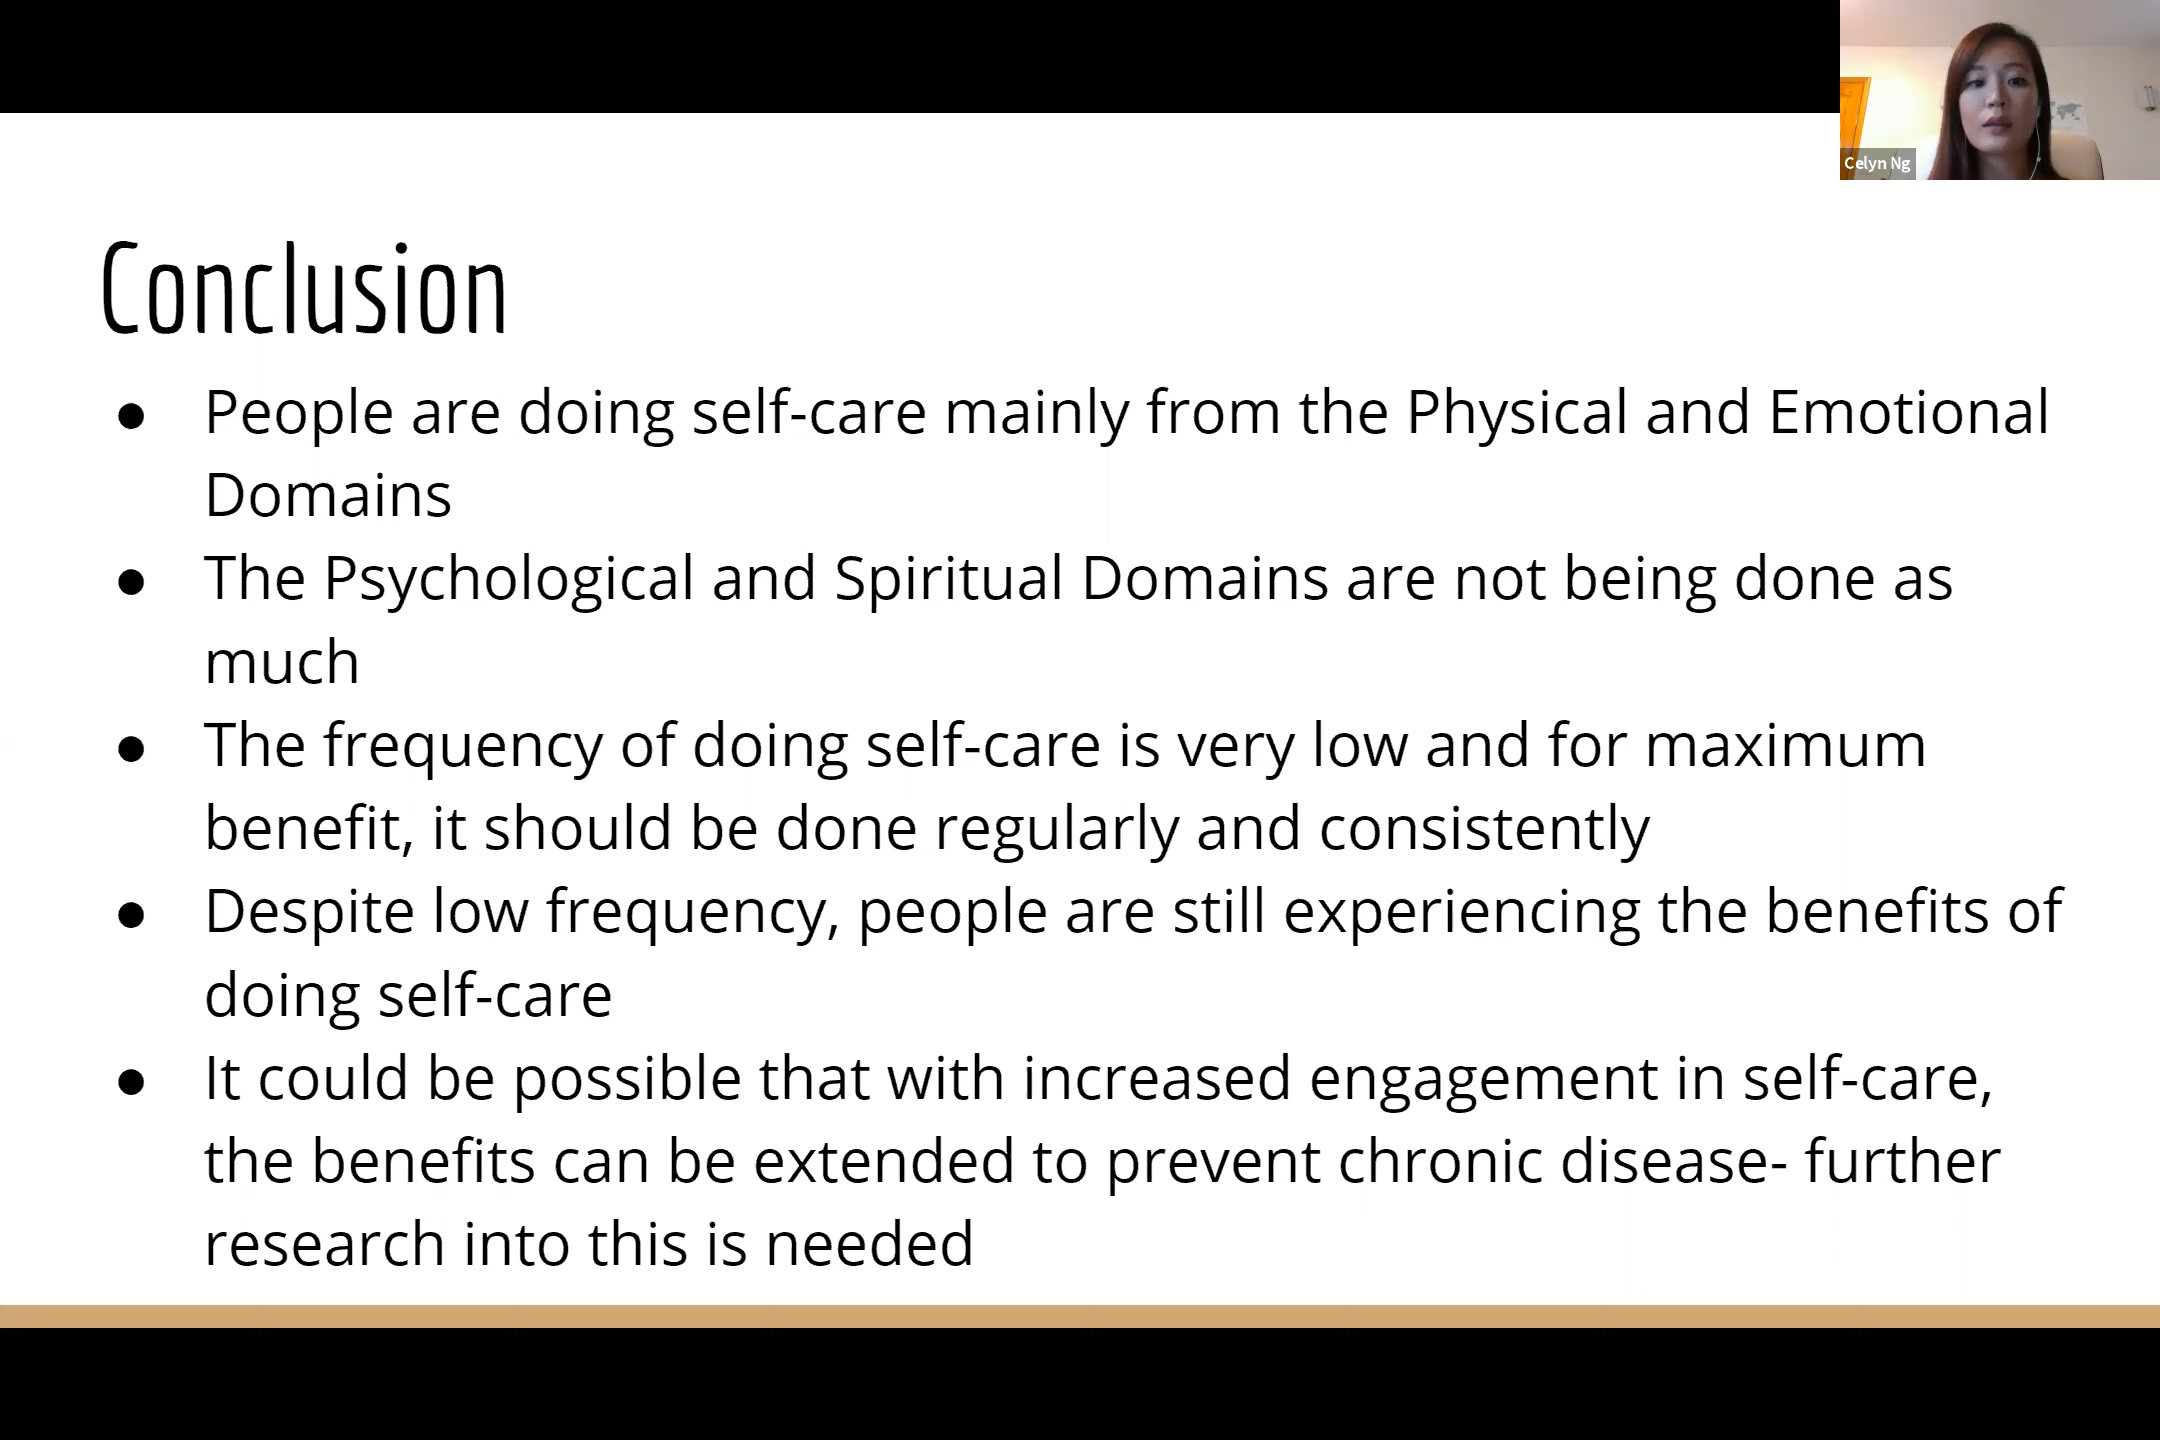 Celyn Ng
Conclusion
● People are doing self-care mainly from the Physical and Emotional
Domains
● The Psychological and Spiritual Domains are not being done as
much
● The frequency of doing self-care is very low and for maximum
benefit, it should be done regularly and consistently
● Despite low frequency, people are still experiencing the benefits of
doing self-care
● It could be possible that with increased engagement in self-care,
the benefits can be extended to prevent chronic disease- further
research into this is needed